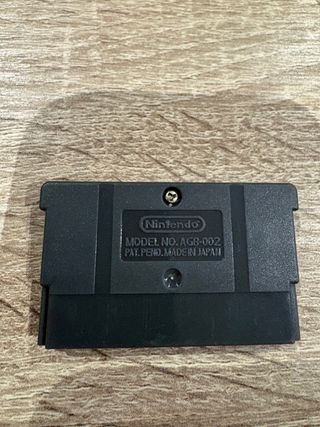 Nintendo
MODEL NO. AGB-002
PAT. PEND. MADE IN JAPAN